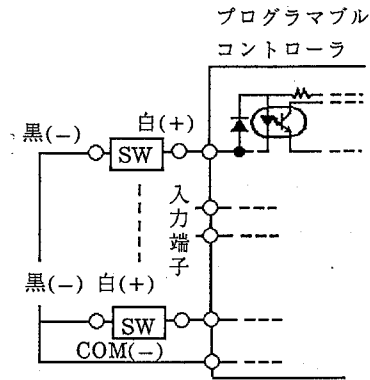 プログラマブル
コントローラ
黒(−)
白(+)
SW
入力端子
黒(−) 白(+)
SW
COM(−)